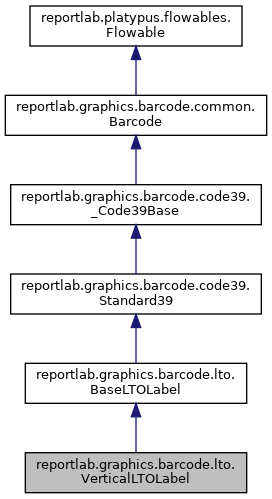 reportlab.platypus.flowables.
Flowable
reportlab.graphics.barcode.common.
Barcode
reportlab.graphics.barcode.code39.
_Code39Base
reportlab.graphics.barcode.code39.
Standard39
reportlab.graphics.barcode.lto.
BaseLTOLabel
reportlab.graphics.barcode.lto.
VerticalLTOLabel